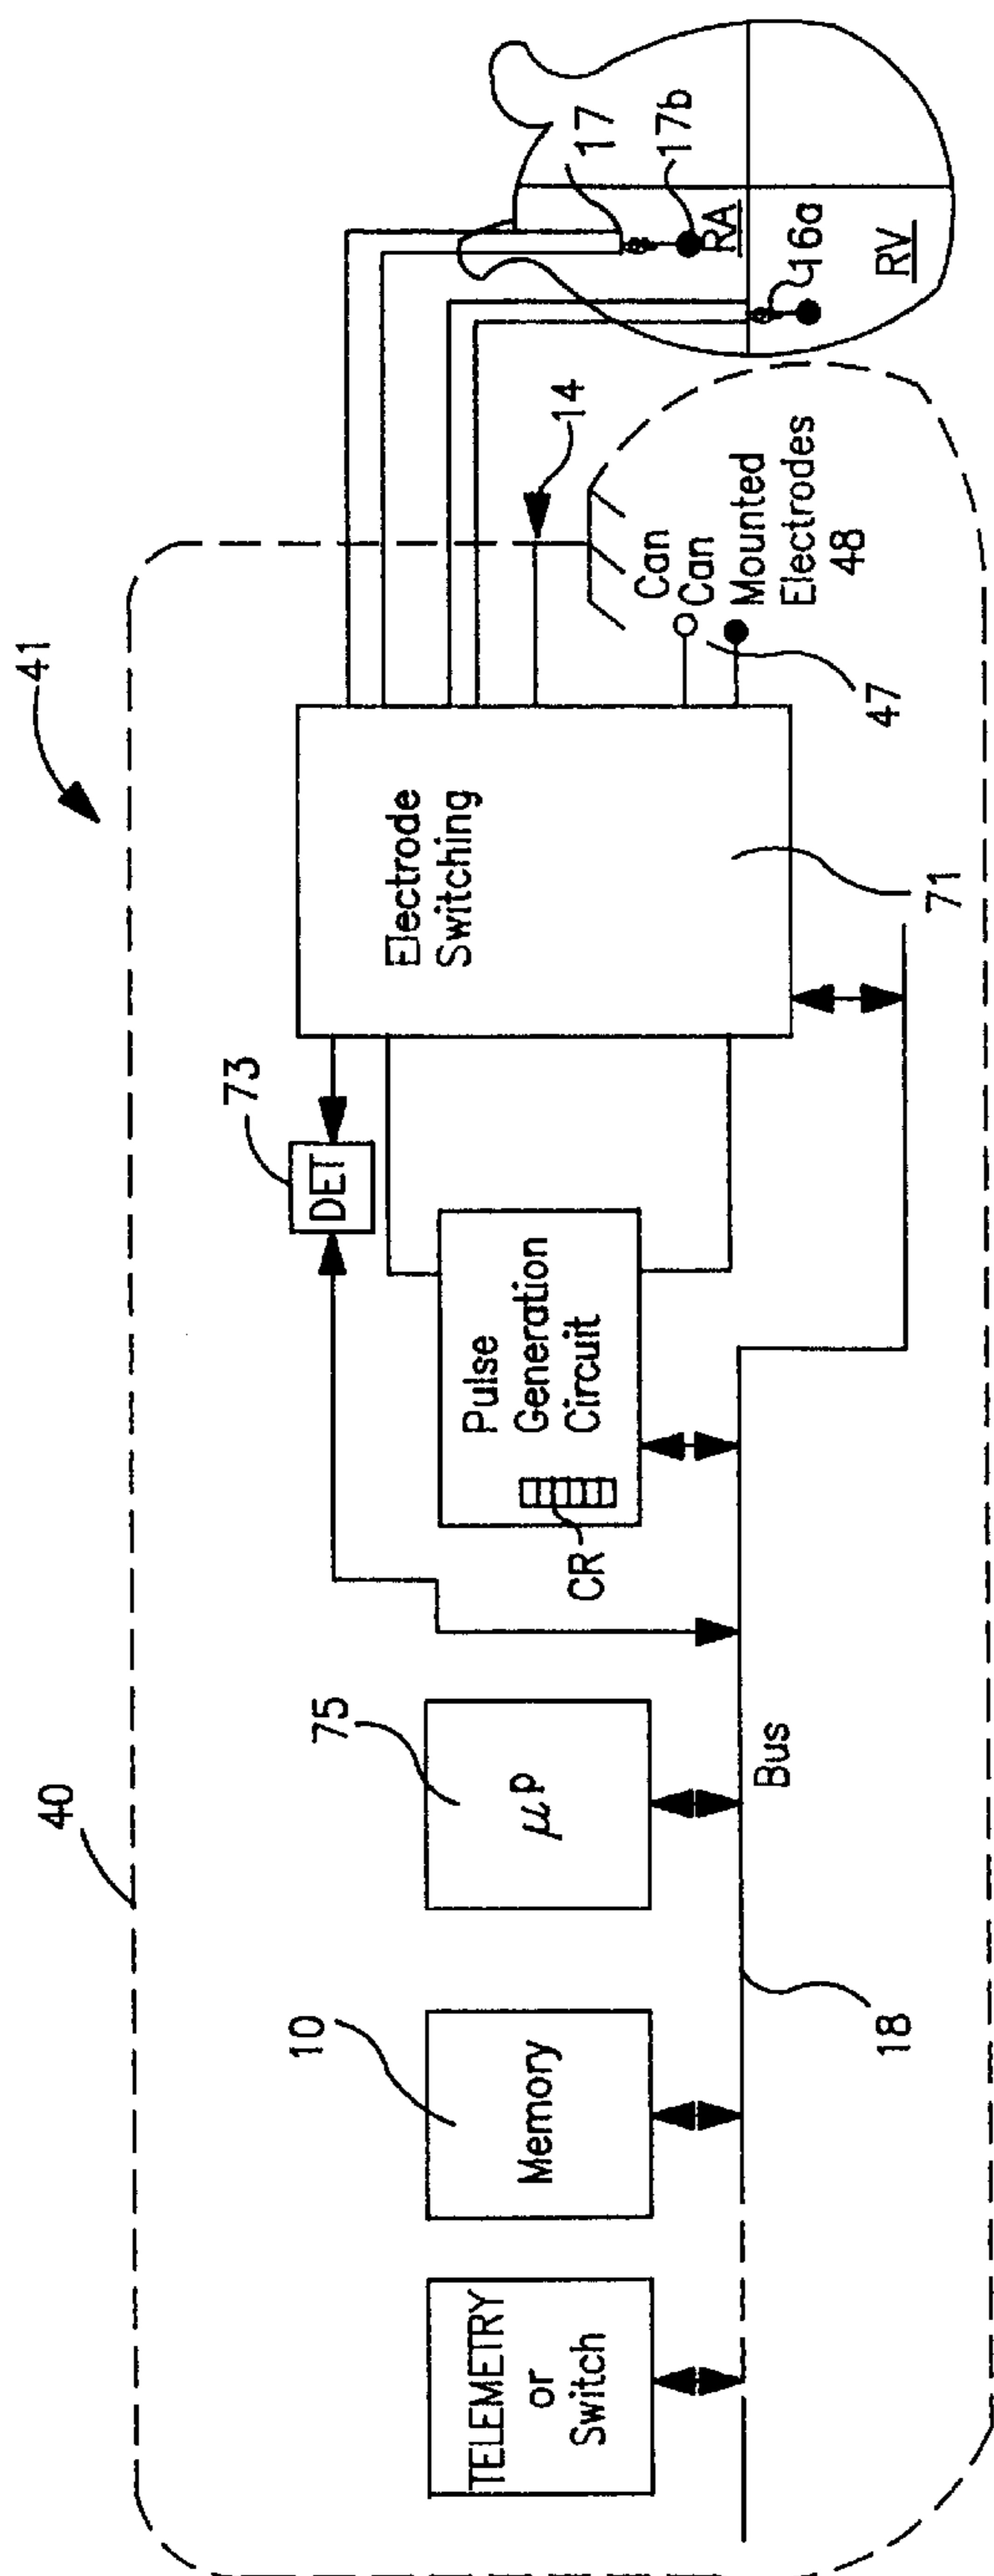 41
40
TELEMETRY
or
Switch
10
Memory
75
μP
18
Bus
CR
Pulse
Generation
Circuit
73
DET
Electrode
Switching
71
14
Can
Can
Mounted
Electrodes
48
47
17
17b
RA
16a
RV